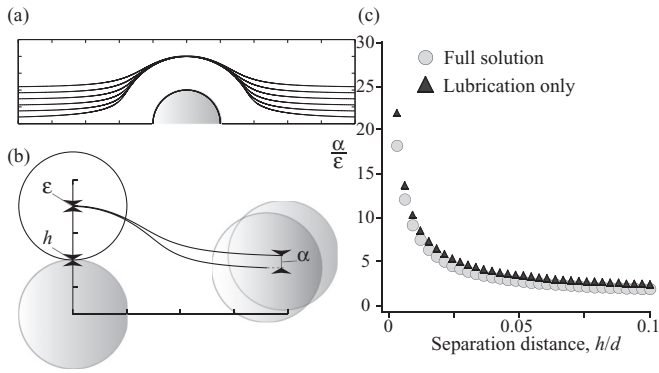 (a)
(b)
ε
h
α
(c)
α/ε
30
25
20
15
10
5
0
Full solution
Lubrication only
0 0.05 0.1
Separation distance, h/d